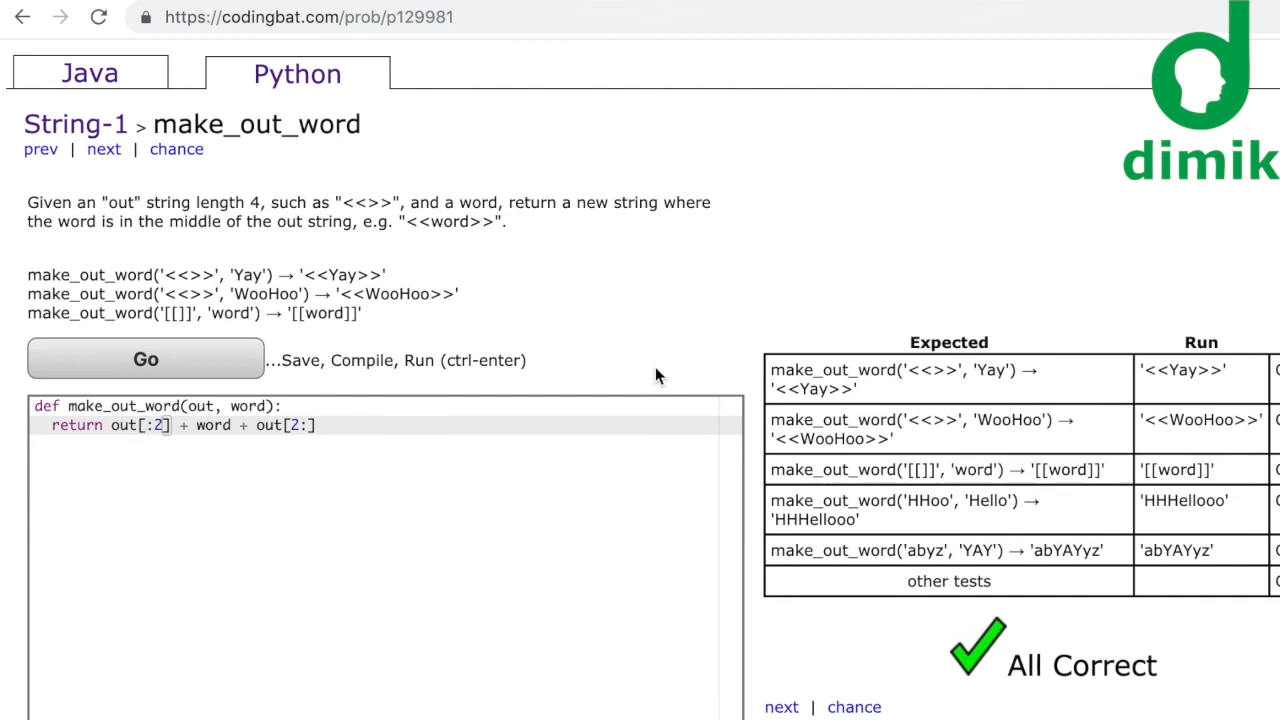 https://codingbat.com/prob/p129981
Java
Python
dimik
String-1 > make_out_word
prev | next | chance
Given an "out" string length 4, such as "<<>>", and a word, return a new string where
the word is in the middle of the out string, e.g. "<<word>>".
make_out_word('<<>>', 'Yay') → '<<Yay>>'
make_out_word('<<>>', 'WooHoo') → '<<WooHoo>>'
make_out_word('[[]]', 'word') → '[[word]]'
Go
...Save, Compile, Run (ctrl-enter)
def make_out_word(out, word):
  return out[:2] + word + out[2:]
Expected Run
make_out_word('<<>>', 'Yay') → '<<Yay>>'
'<<Yay>>'
make_out_word('<<>>', 'WooHoo') → '<<WooHoo>>'
'<<WooHoo>>'
make_out_word('[[]]', 'word') → '[[word]]' '[[word]]'
make_out_word('HHoo', 'Hello') → 'HHHellooo'
'HHHellooo'
make_out_word('abyz', 'YAY') → 'abYAYyz' 'abYAYyz'
other tests
All Correct
next | chance